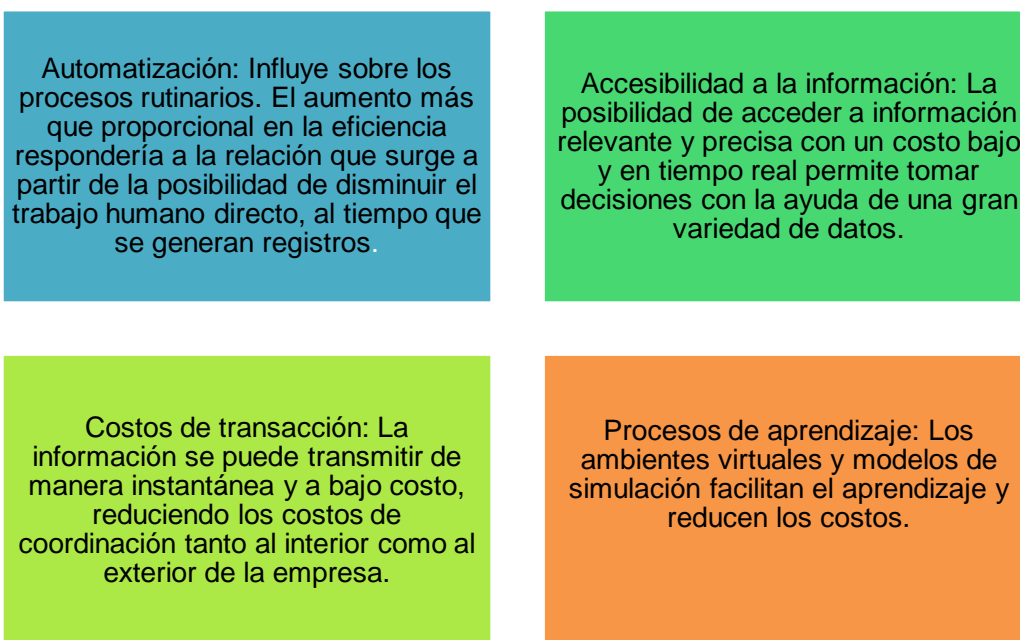 Automatización: Influye sobre los
procesos rutinarios. El aumento más
que proporcional en la eficiencia
respondería a la relación que surge a
partir de la posibilidad de disminuir el
trabajo humano directo, al tiempo que
se generan registros.
Accesibilidad a la información: La
posibilidad de acceder a información
relevante y precisa con un costo bajo
y en tiempo real permite tomar
decisiones con la ayuda de una gran
variedad de datos.
Costos de transacción: La
información se puede transmitir de
manera instantánea y a bajo costo,
reduciendo los costos de
coordinación tanto al interior como al
exterior de la empresa.
Procesos de aprendizaje: Los
ambientes virtuales y modelos de
simulación facilitan el aprendizaje y
reducen los costos.